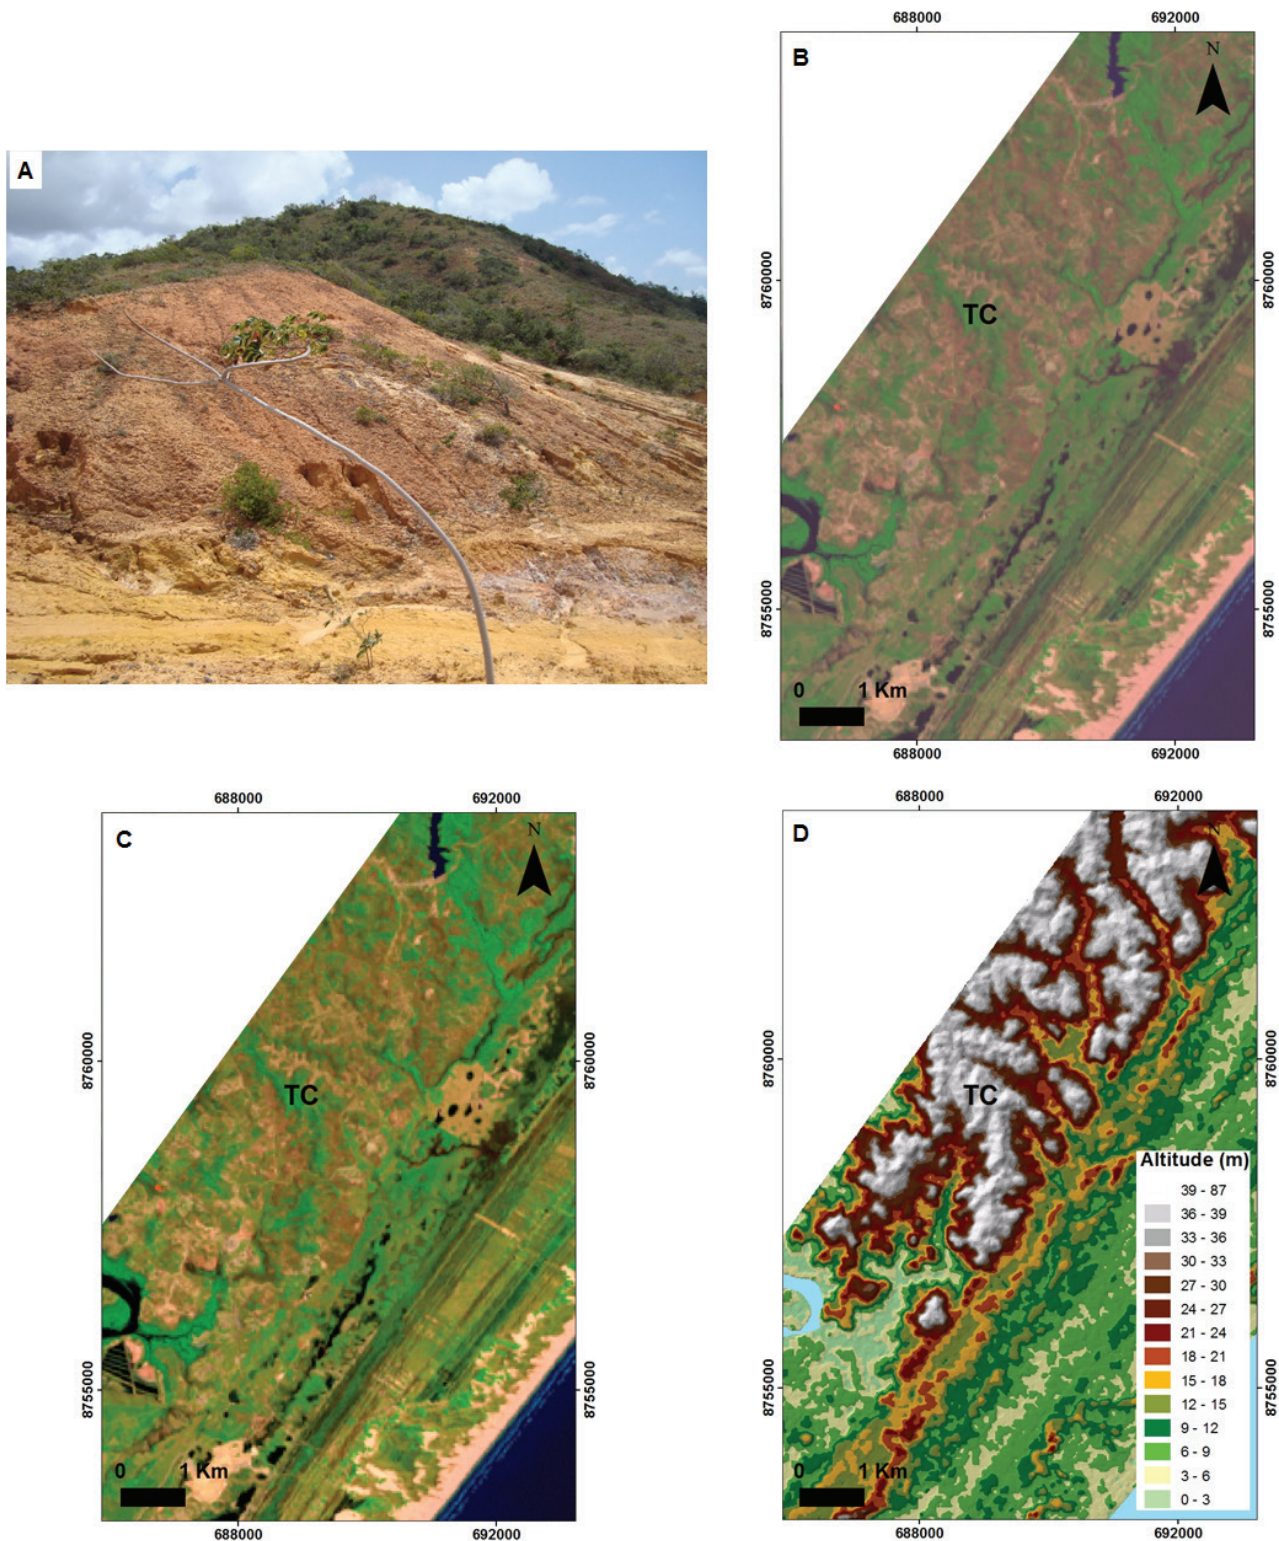 A
B
688000
692000
N
8760000
8760000
TC
8755000
8755000
0
1 Km
688000
692000
C
688000
692000
N
8760000
8760000
TC
8755000
8755000
0
1 Km
688000
692000
D
688000
692000
N
8760000
8760000
TC
Altitude (m)
39 - 87
36 - 39
33 - 36
30 - 33
27 - 30
24 - 27
21 - 24
18 - 21
15 - 18
12 - 15
9 - 12
6 - 9
3 - 6
0 - 3
8755000
8755000
0
1 Km
688000
692000